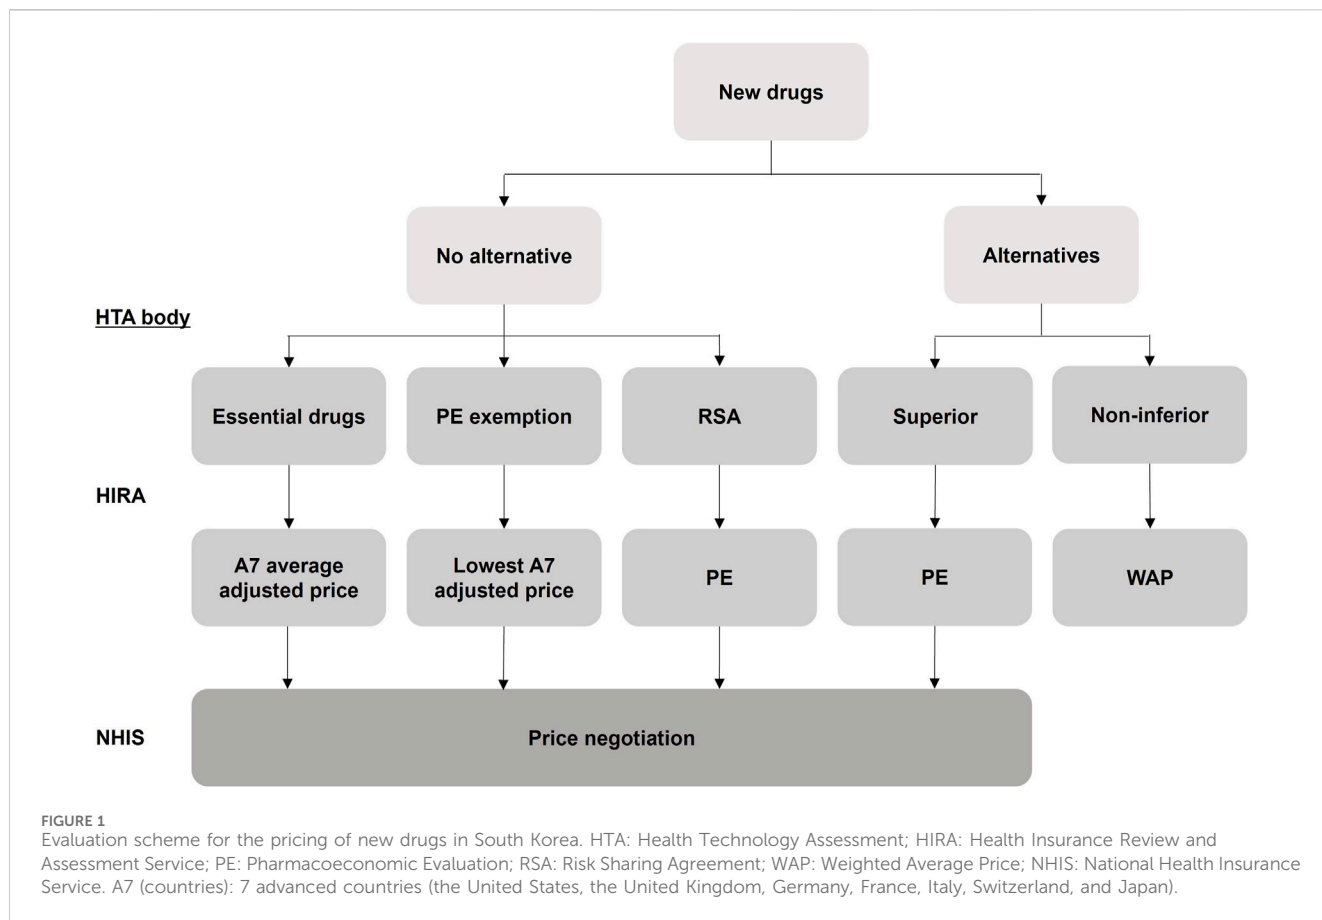 New drugs
No alternative
Alternatives
HTA body
Essential drugs
PE exemption
RSA
Superior
Non-inferior
HIRA
A7 average
adjusted price
Lowest A7
adjusted price
PE
PE
WAP
NHIS
Price negotiation
FIGURE 1
Evaluation scheme for the pricing of new drugs in South Korea. HTA: Health Technology Assessment; HIRA: Health Insurance Review and
Assessment Service; PE: Pharmacoeconomic Evaluation; RSA: Risk Sharing Agreement; WAP: Weighted Average Price; NHIS: National Health Insurance
Service. A7 (countries): 7 advanced countries (the United States, the United Kingdom, Germany, France, Italy, Switzerland, and Japan).